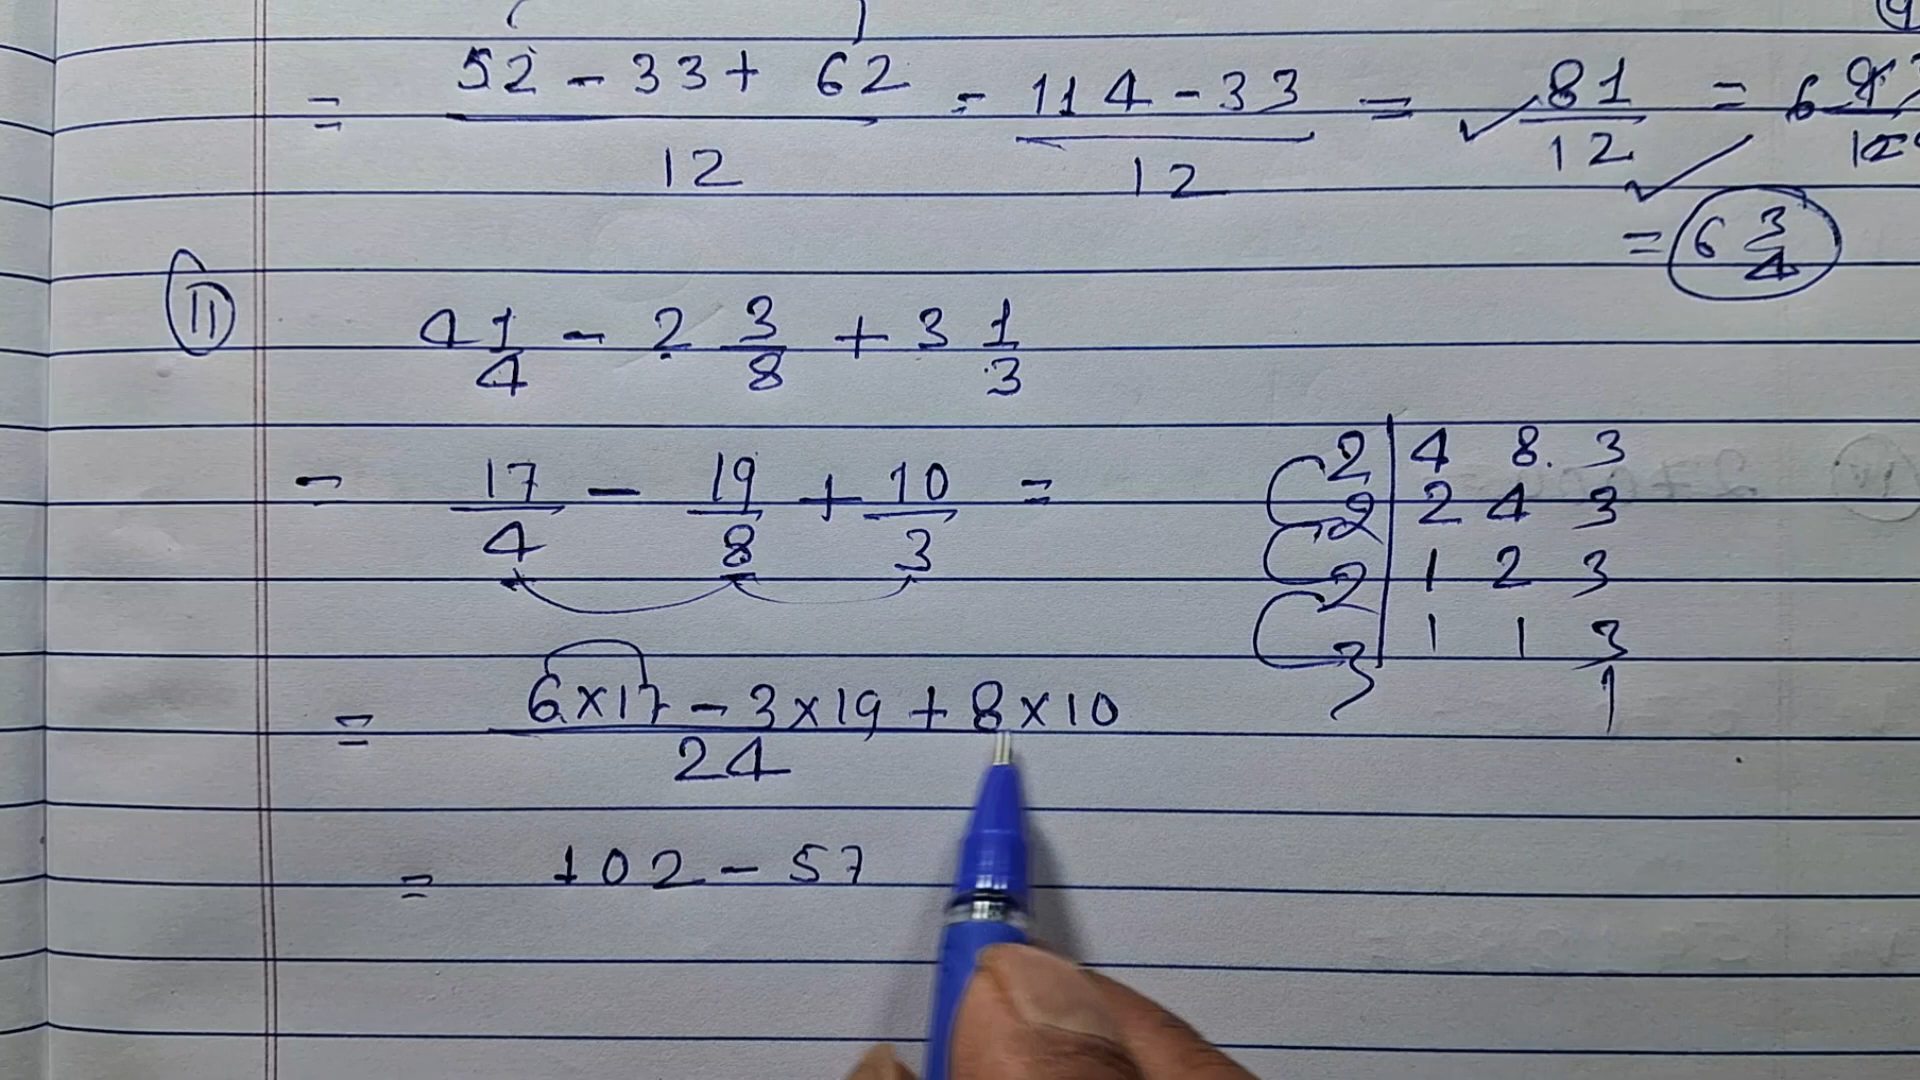 = 52 - 33 + 62 / 12 = 114 - 33 / 12 = ✓ 81 / 12 = 6
✓ = 6 3/4
11 4 1/4 - 2 3/8 + 3 1/3
= 17/4 - 19/8 + 10/3 =
2 | 4 8. 3
2 | 2 4 3
2 | 1 2 3
3 | 1 1 3
1
= 6×17 - 3×19 + 8×10 / 24
= 102 - 57